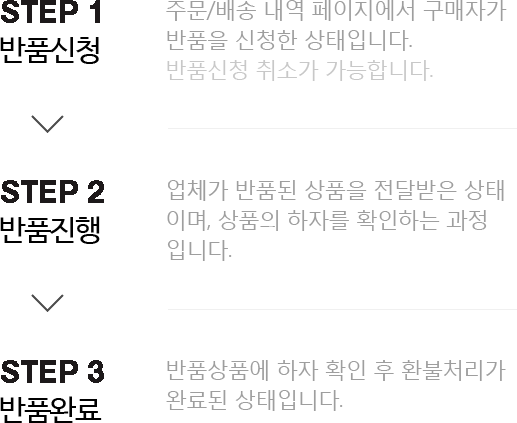 STEP 1
반품신청
주문/배송 내역 페이지에서 구매자가
반품을 신청한 상태입니다.
반품신청 취소가 가능합니다.
STEP 2
반품진행
업체가 반품된 상품을 전달받은 상태
이며, 상품의 하자를 확인하는 과정
입니다.
STEP 3
반품완료
반품상품에 하자 확인 후 환불처리가
완료된 상태입니다.